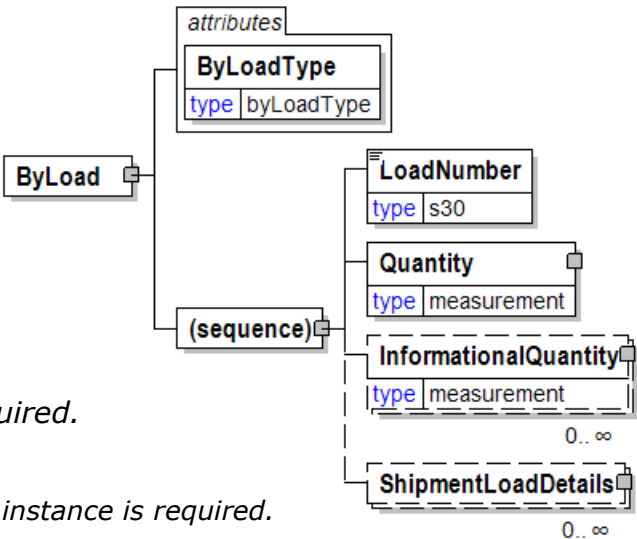 attributes
ByLoadType
type byLoadType
ByLoad
LoadNumber
type s30
Quantity
type measurement
(sequence)
InformationalQuantity
type measurement
0.. ∞
uired.
ShipmentLoadDetails
instance is required.
0.. ∞